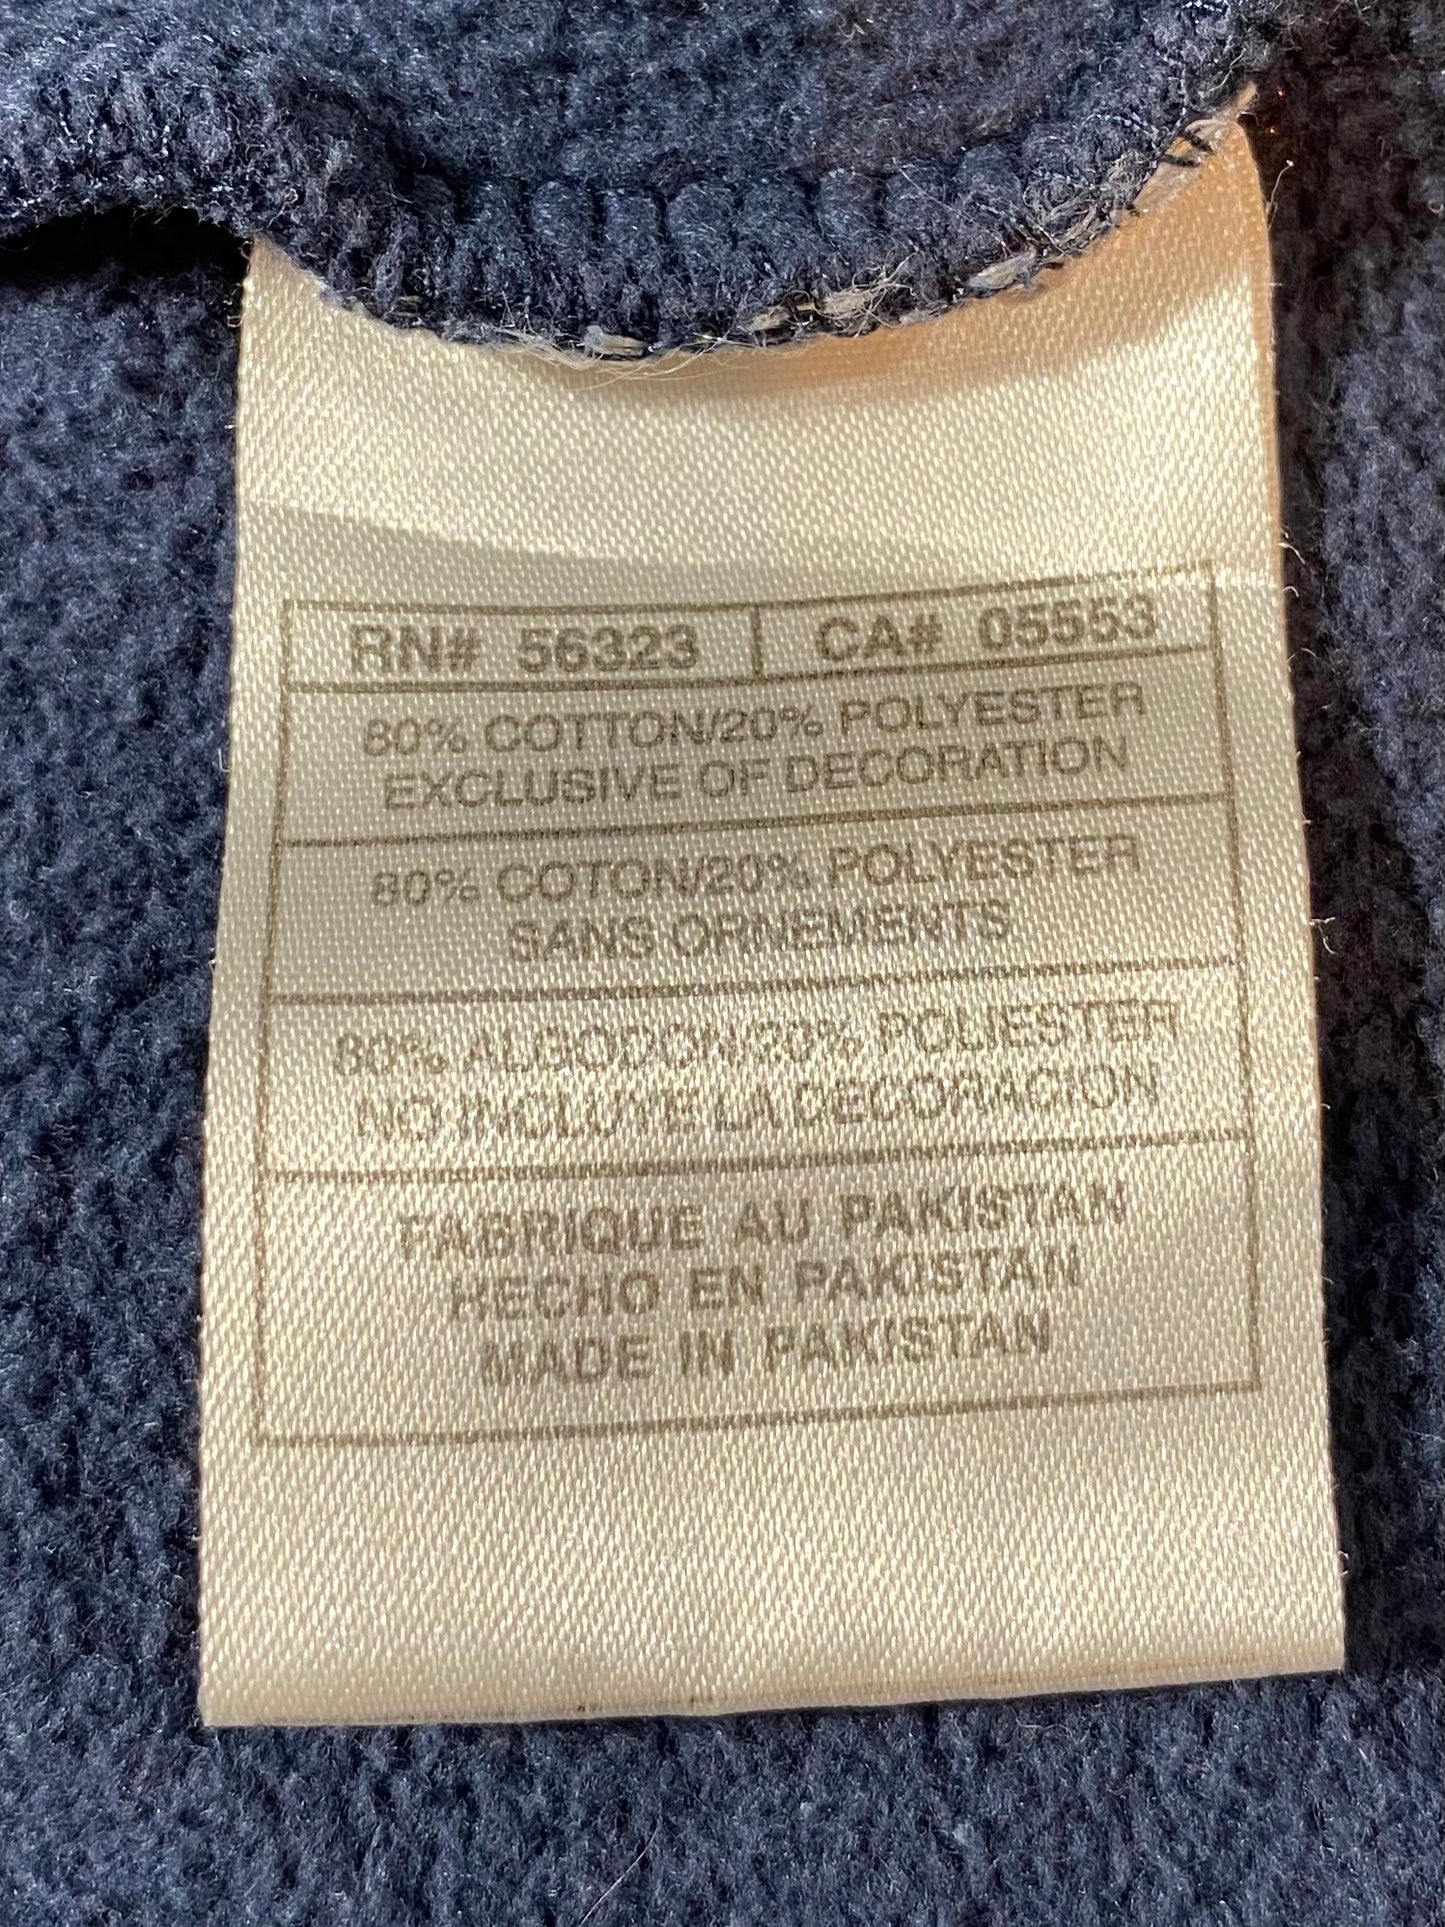 RN# 56323 | CA# 05553
80% COTTON/20% POLYESTER
EXCLUSIVE OF DECORATION
80% COTON/20% POLYESTER
SANS ORNEMENTS
80% ALGODON/20% POLIESTER
NO INCLUYE LA DECORACION
FABRIQUE AU PAKISTAN
HECHO EN PAKISTAN
MADE IN PAKISTAN